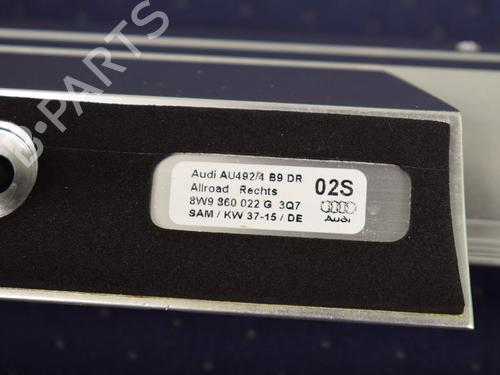 B-PARTS
Audi AU492/4 B9 DR
Allroad Rechts
8W9 860 022 G 3Q7
SAM / KW 37-15 / DE
02S
Audi